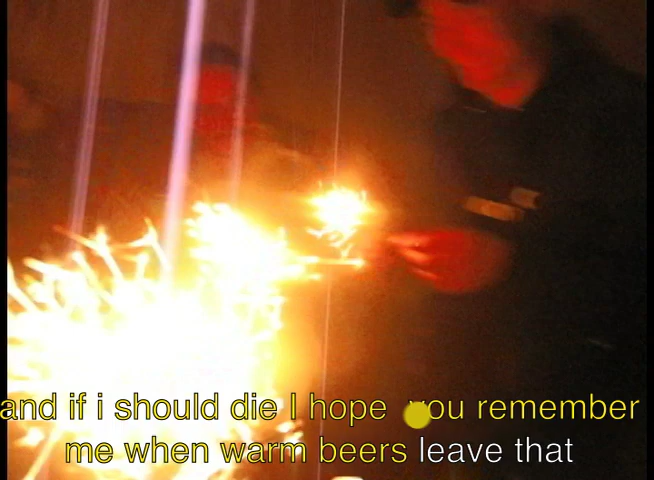 and if i should die I hope you remember
me when warm beers leave that